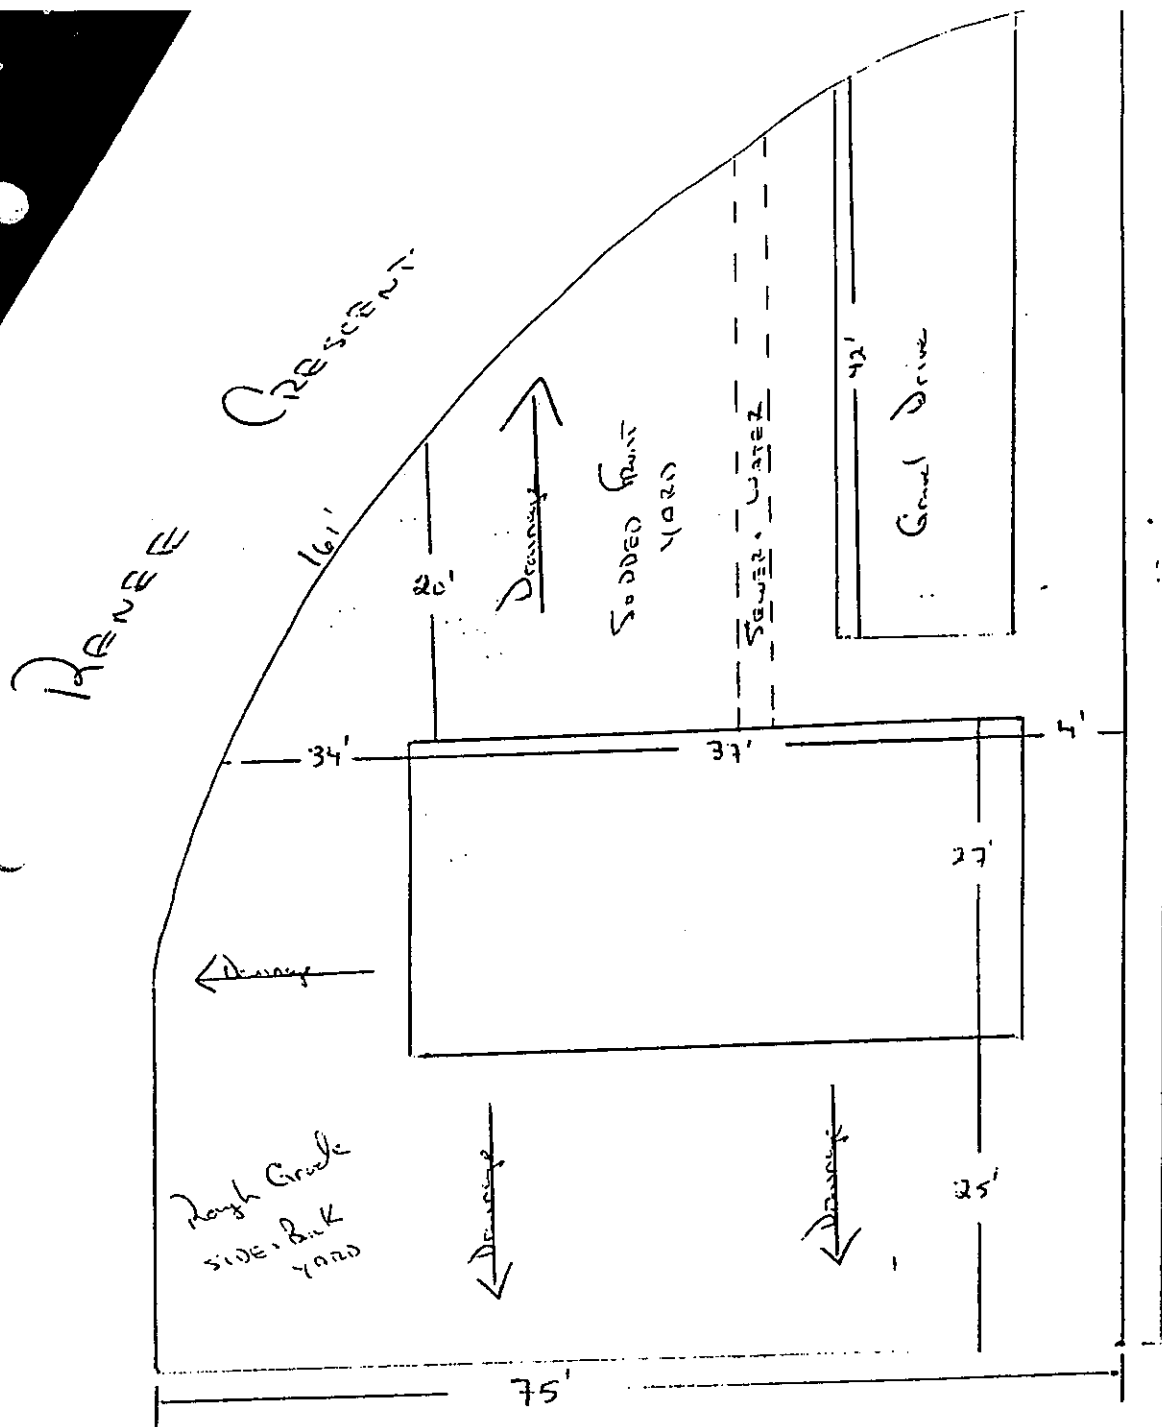 RENEE CRESCENT
161'
20'
Drainage
SODDED Front
YARD
SEWER. WATER
42'
Gravel Drive
34'
37'
4'
27'
Drainage
Rough Grade
SIDE. Back
YARD
Drainage
Drainage
25'
75'